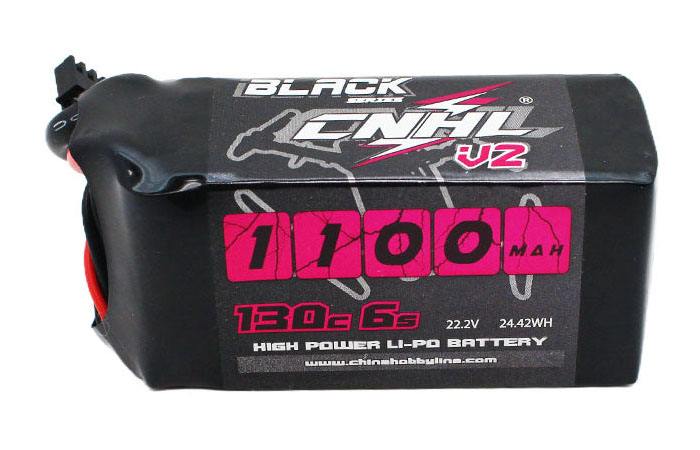 BLACK
SERIES
CNHL ®
V2
1100 MAH
130c 6s 22.2V 24.42WH
HIGH POWER LI-PO BATTERY
www.chinahobbyline.com